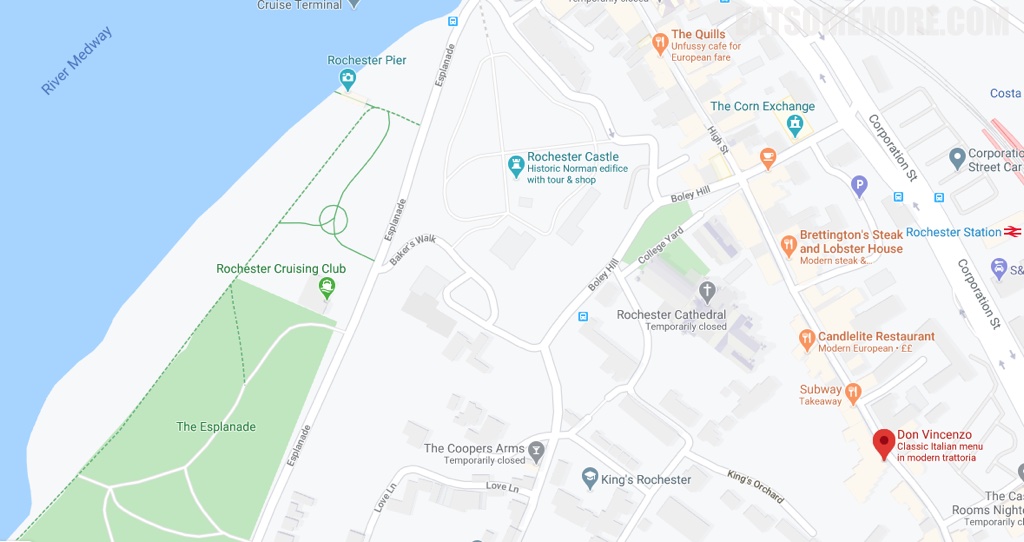 Cruise Terminal
River Medway
Rochester Pier
Esplanade
The Quills
Unfussy cafe for
European fare
EATSOMEMORE.COM
Costa
The Corn Exchange
High St
Corporation St
Corporatio
Street Car
Rochester Castle
Historic Norman edifice
with tour & shop
P
Boley Hill
Esplanade
Baker's Walk
College Yard
Brettington's Steak
and Lobster House
Modern steak &...
Rochester Station
S&
Rochester Cruising Club
Boley Hill
Rochester Cathedral
Temporarily closed
Corporation St
Candlelite Restaurant
Modern European • ££
Subway
Takeaway
The Esplanade
Esplanade
The Coopers Arms
Temporarily closed
Don Vincenzo
Classic Italian menu
in modern trattoria
King's Rochester
King's Orchard
Love Ln
Love Ln
The Cas
Rooms Nighte
Temporarily cl